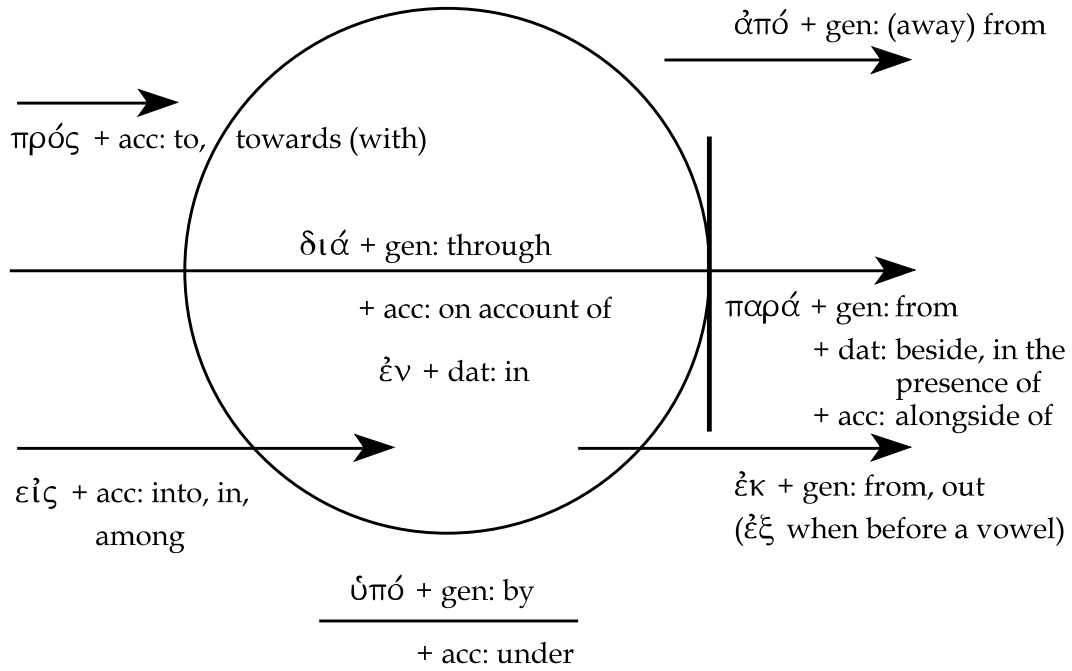 ἀπό + gen: (away) from
πρός + acc: to, towards (with)
διά + gen: through
+ acc: on account of
παρά + gen: from
+ dat: beside, in the
presence of
+ acc: alongside of
ἐν + dat: in
εἰς + acc: into, in,
among
ἐκ + gen: from, out
(ἐξ when before a vowel)
ὑπό + gen: by
+ acc: under